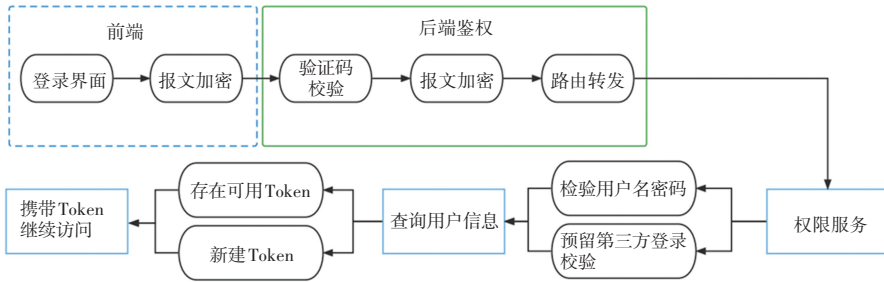 前端
后端鉴权
登录界面
报文加密
验证码
校验
报文加密
路由转发
存在可用Token
检验用户名密码
携带Token
继续访问
查询用户信息
权限服务
新建Token
预留第三方登录
校验